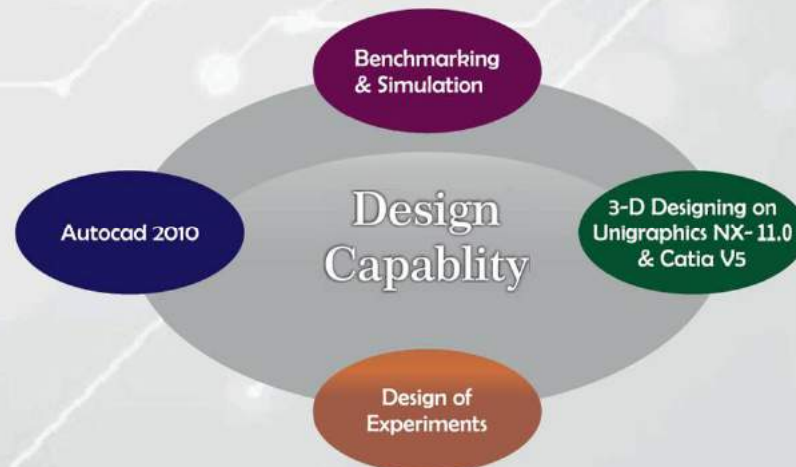 Benchmarking
& Simulation
Autocad 2010
Design
Capablity
3-D Designing on
Unigraphics NX-11.0
& Catia V5
Design of
Experiments